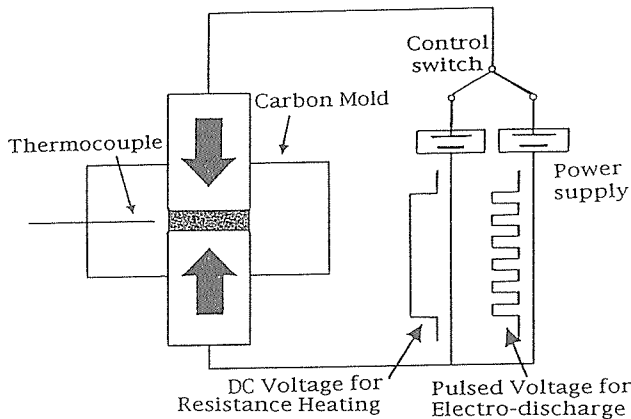 Control
switch
Carbon Mold
Thermocouple
Power
supply
DC Voltage for
Resistance Heating
Pulsed Voltage for
Electro-discharge